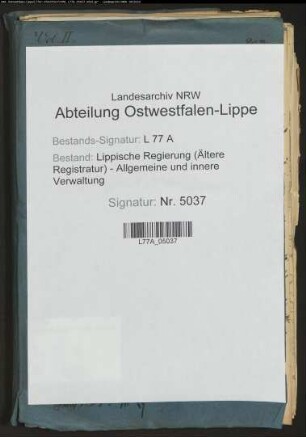 Landesarchiv NRW
Abteilung Ostwestfalen-Lippe
Bestands-Signatur: L 77 A
Bestand: Lippische Regierung (Ältere
Registratur) - Allgemeine und innere
Verwaltung
Signatur: Nr. 5037
L77A_05037